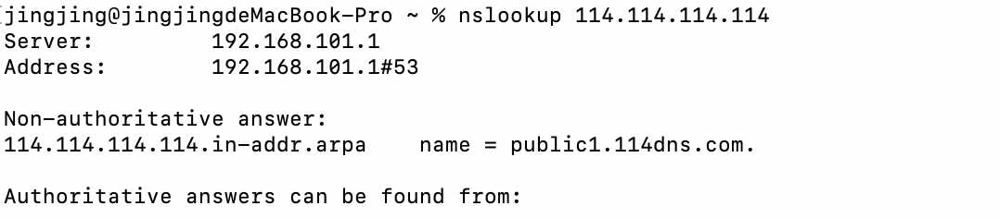 jingjing@jingjingdeMacBook-Pro ~ % nslookup 114.114.114.114
Server:		192.168.101.1
Address:	192.168.101.1#53
Non-authoritative answer:
114.114.114.114.in-addr.arpa	name = public1.114dns.com.
Authoritative answers can be found from: